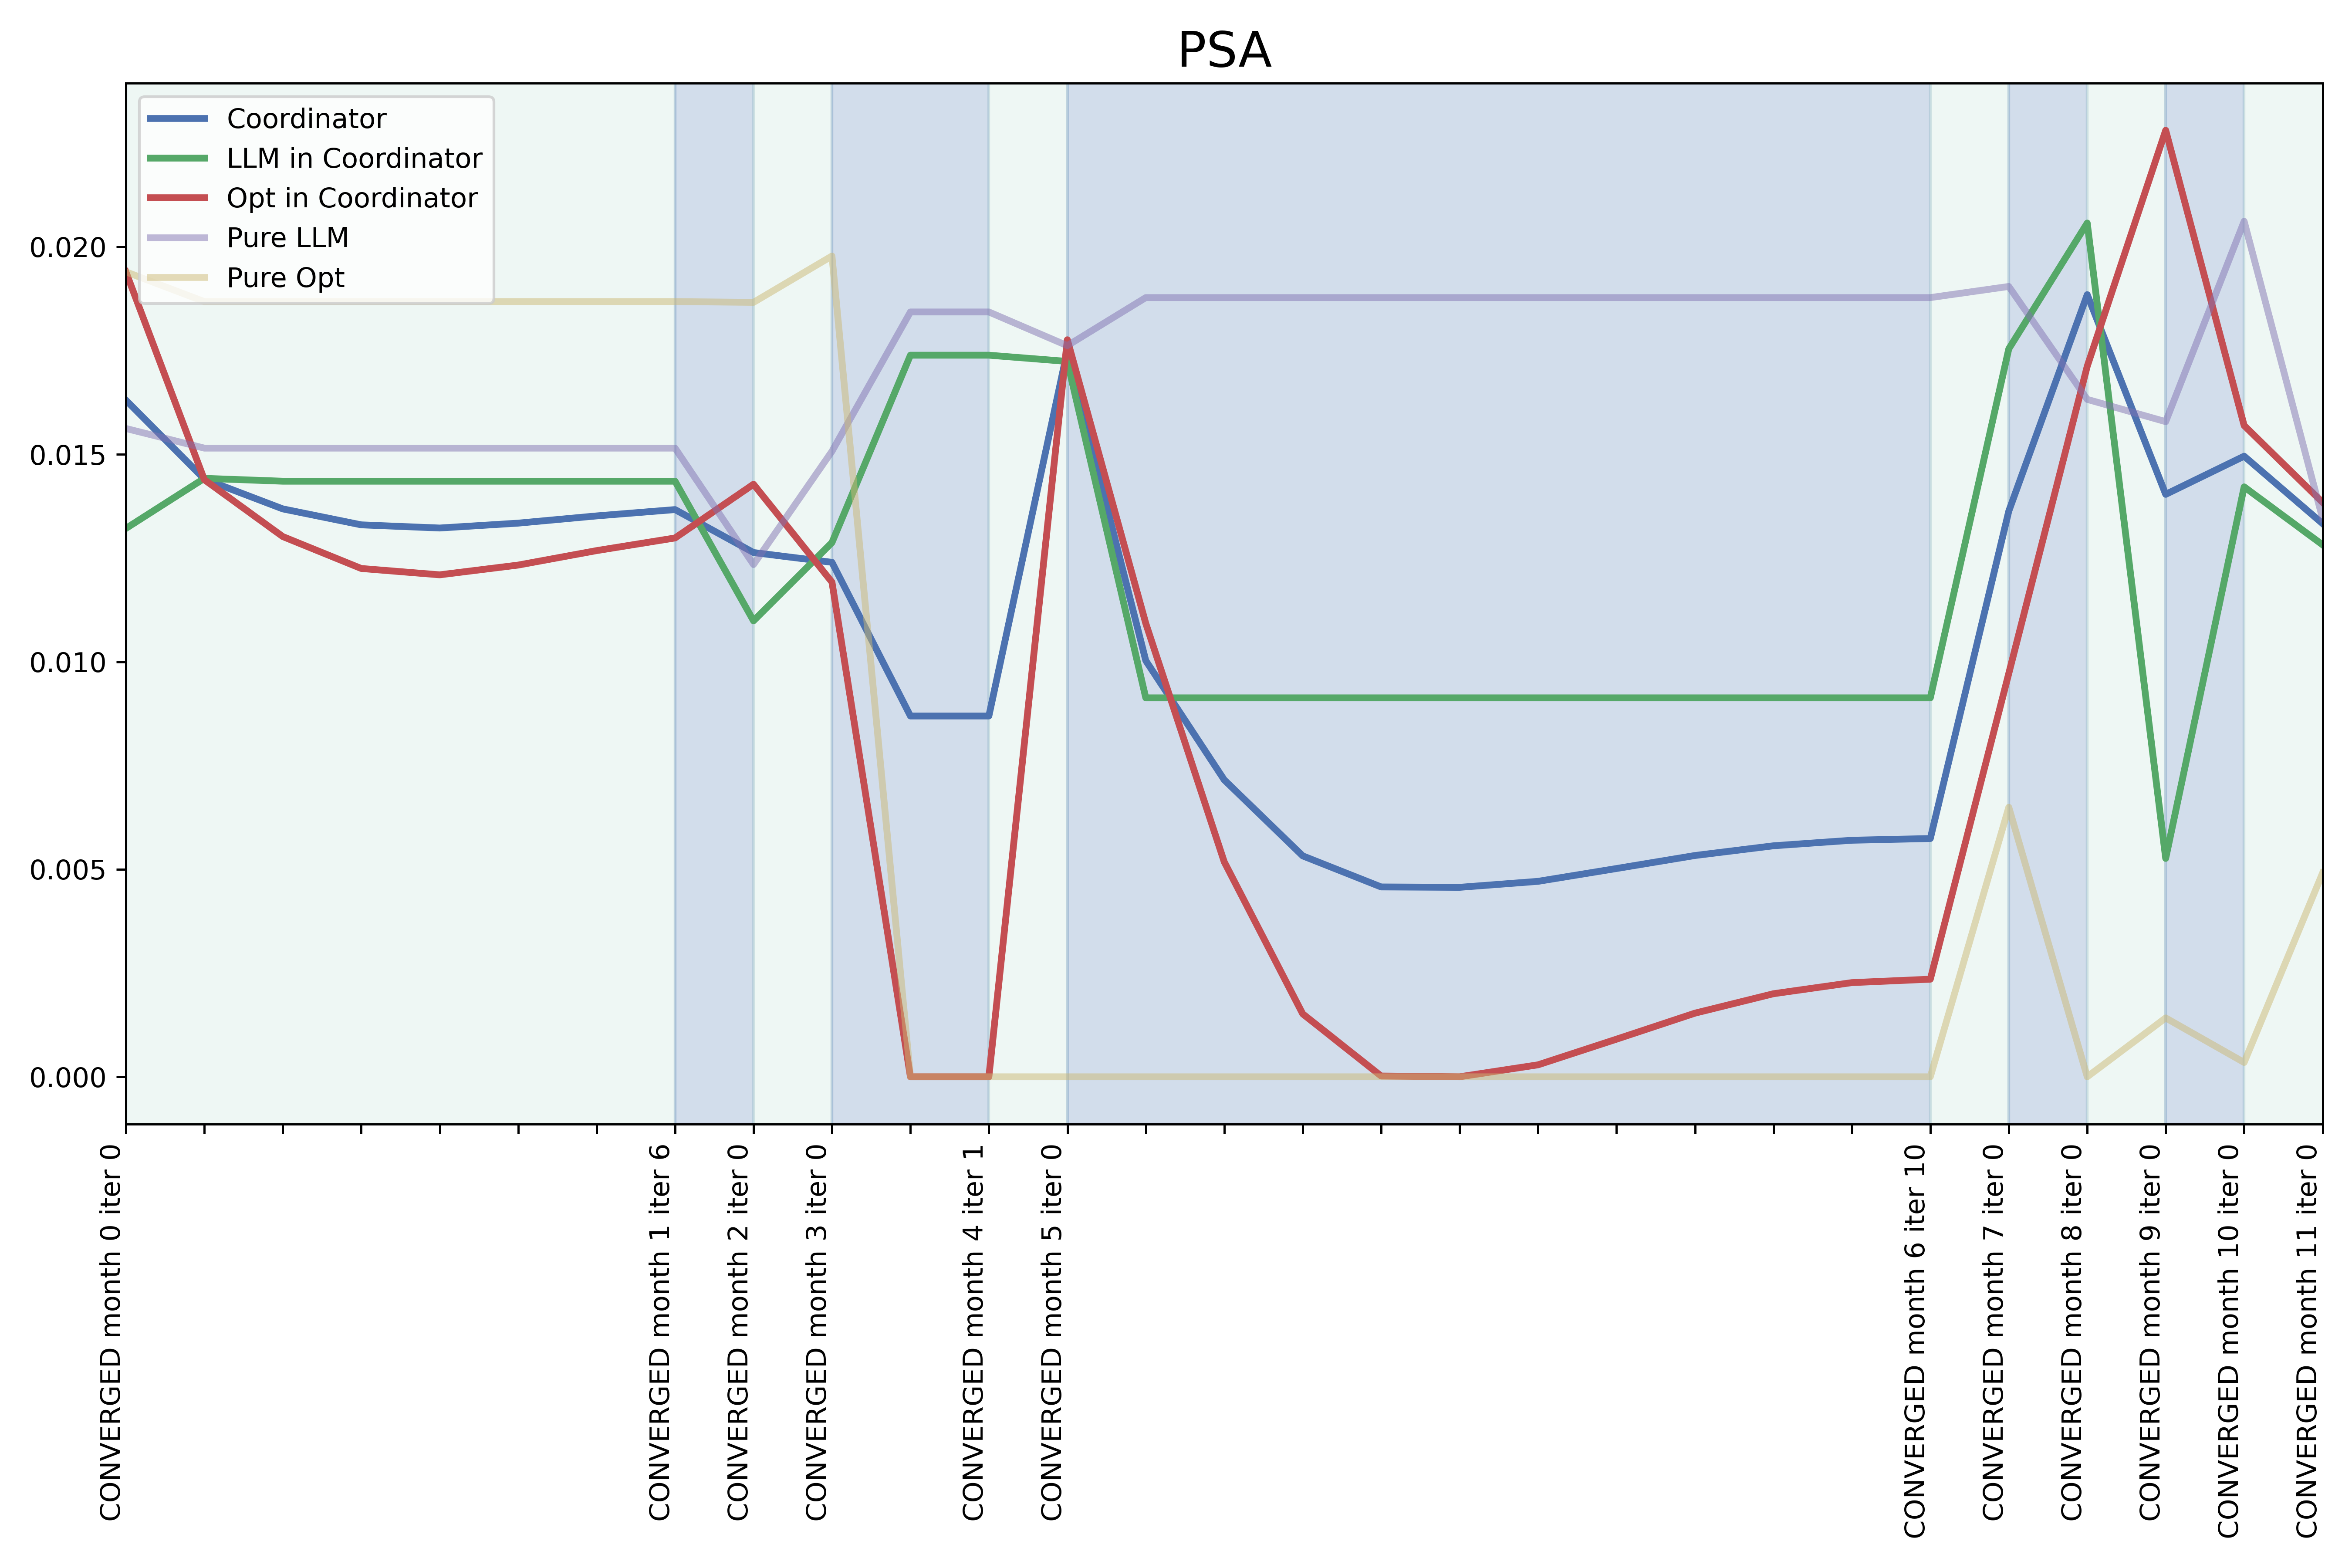 PSA
Coordinator
LLM in Coordinator
Opt in Coordinator
Pure LLM
Pure Opt
0.020
0.015
0.010
0.005
0.000
CONVERGED month 0 iter 0
CONVERGED month 1 iter 6
CONVERGED month 2 iter 0
CONVERGED month 3 iter 0
CONVERGED month 4 iter 1
CONVERGED month 5 iter 0
CONVERGED month 6 iter 10
CONVERGED month 7 iter 0
CONVERGED month 8 iter 0
CONVERGED month 9 iter 0
CONVERGED month 10 iter 0
CONVERGED month 11 iter 0